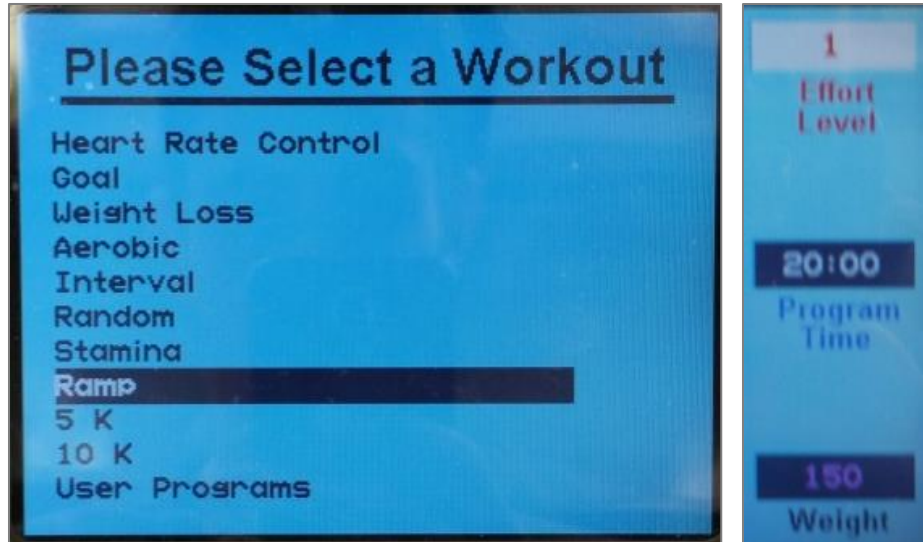 Please Select a Workout
Heart Rate Control
Goal
Weight Loss
Aerobic
Interval
Random
Stamina
Ramp
5 K
10 K
User Programs
1
Effort
Level
20:00
Program
Time
150
Weight